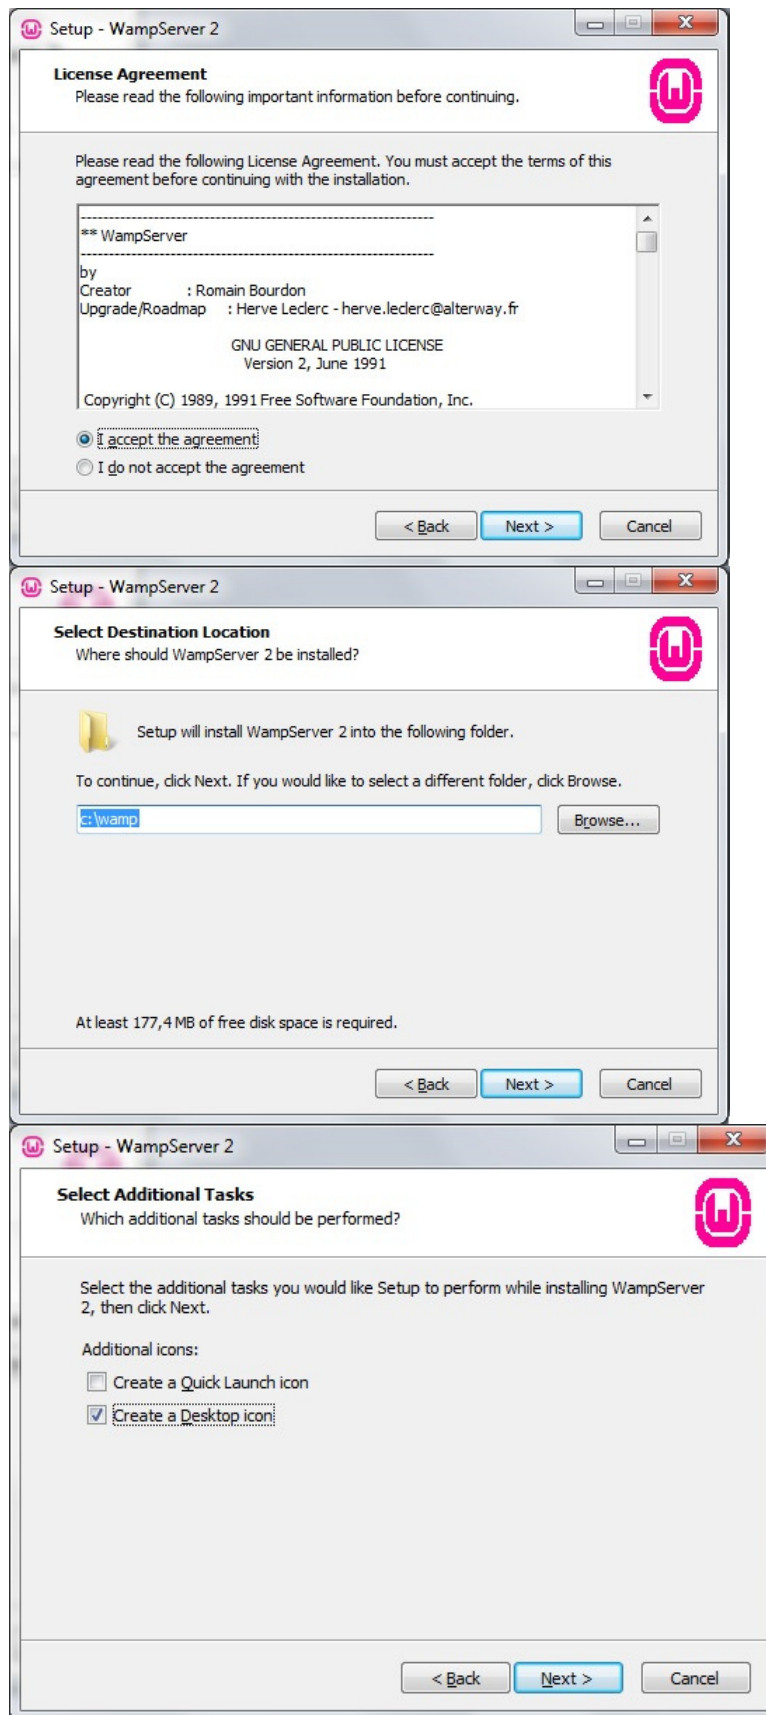 Setup - WampServer 2
License Agreement
Please read the following important information before continuing.
Please read the following License Agreement. You must accept the terms of this
agreement before continuing with the installation.
----------------------------------------------------------------
** WampServer
----------------------------------------------------------------
by
Creator : Romain Bourdon
Upgrade/Roadmap : Herve Leclerc - herve.leclerc@alterway.fr
GNU GENERAL PUBLIC LICENSE
Version 2, June 1991
Copyright (C) 1989, 1991 Free Software Foundation, Inc.
I accept the agreement
I do not accept the agreement
< Back Next > Cancel
Setup - WampServer 2
Select Destination Location
Where should WampServer 2 be installed?
Setup will install WampServer 2 into the following folder.
To continue, click Next. If you would like to select a different folder, click Browse.
c:\wamp Browse...
At least 177,4 MB of free disk space is required.
< Back Next > Cancel
Setup - WampServer 2
Select Additional Tasks
Which additional tasks should be performed?
Select the additional tasks you would like Setup to perform while installing WampServer
2, then click Next.
Additional icons:
Create a Quick Launch icon
Create a Desktop icon
< Back Next > Cancel